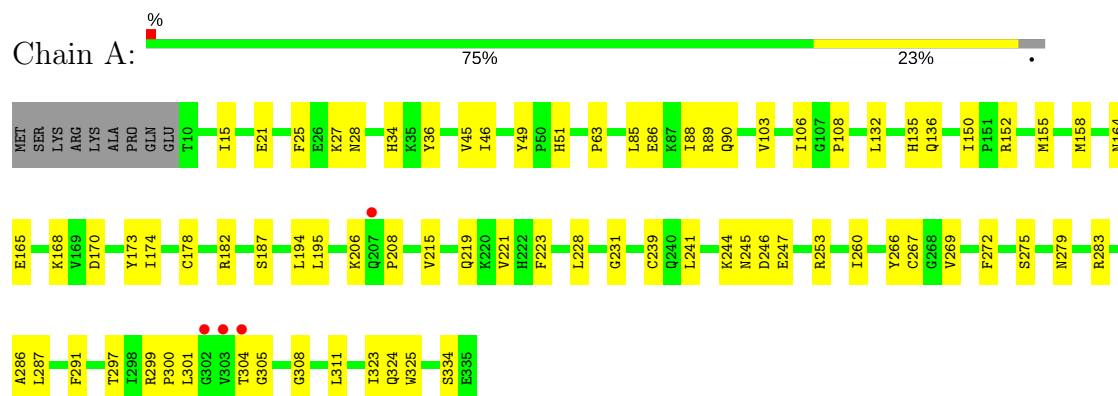 %
Chain A:
75% 23% •
MET SER LYS ARG LYS ALA PRO GLN GLU T10 I15 E21 F25 E26 K27 N28 H34 K35 Y36 V45 I46 Y49 P50 H51 P63 L85 E86 K87 I88 R89 Q90 V103 I106 G107 P108 L132 H135 Q136 I150 P151 R152 M155 M158 N164
E165 K168 V169 D170 Y173 I174 C178 R182 S187 L194 L195 K206 Q207 P208 V215 Q219 K220 V221 H222 F223 L228 G231 C239 Q240 L241 K244 N245 D246 E247 R253 I260 Y266 C267 G268 V269 F272 S275 N279 R283
A286 L287 F291 T297 I298 R299 P300 L301 G302 V303 T304 G305 G308 L311 I323 Q324 W325 S334 E335